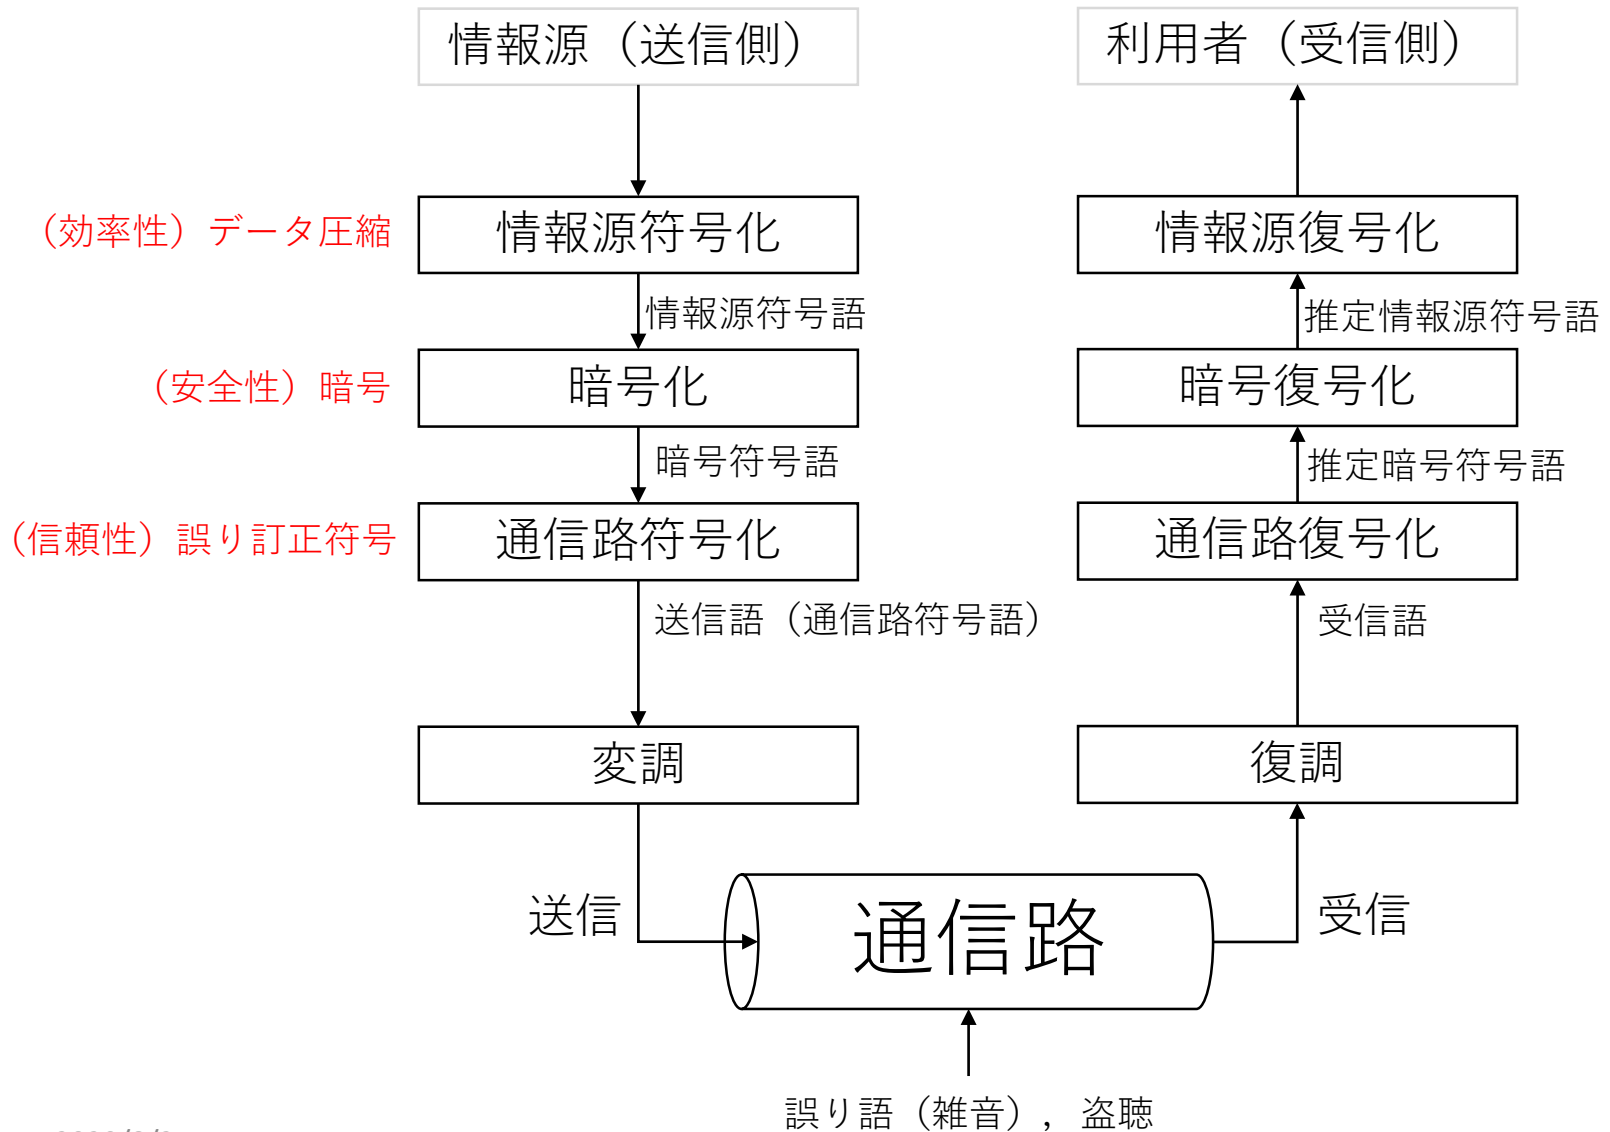 情報源（送信側）
利用者（受信側）
（効率性）データ圧縮
情報源符号化
情報源復号化
情報源符号語
推定情報源符号語
（安全性）暗号
暗号化
暗号復号化
暗号符号語
推定暗号符号語
（信頼性）誤り訂正符号
通信路符号化
通信路復号化
送信語（通信路符号語）
受信語
変調
復調
送信
通信路
受信
誤り語（雑音），盗聴